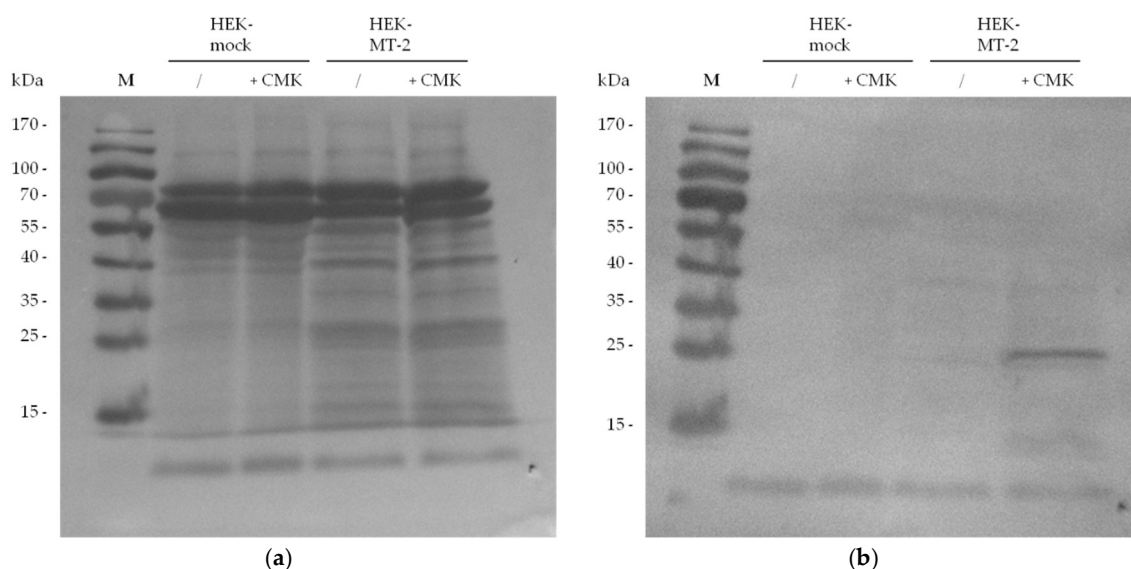 HEK-
mock
HEK-
MT-2
kDa
M
/
+ CMK
/
+ CMK
170 -
100 -
70 -
55 -
40 -
35 -
25 -
15 -
(a)
HEK-
mock
HEK-
MT-2
kDa
M
/
+ CMK
/
+ CMK
170 -
100 -
70 -
55 -
40 -
35 -
25 -
15 -
(b)